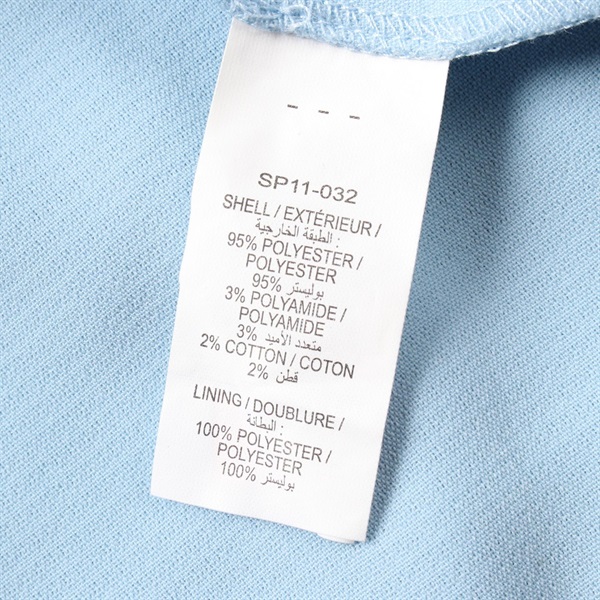 - - -
SP11-032
SHELL / EXTÉRIEUR /
الطبقة الخارجية :
95% POLYESTER /
POLYESTER
95% بوليستر
3% POLYAMIDE /
POLYAMIDE
3% متعدد الأميد
2% COTTON / COTON
2% قطن
LINING / DOUBLURE /
البطانة :
100% POLYESTER /
POLYESTER
100% بوليستر